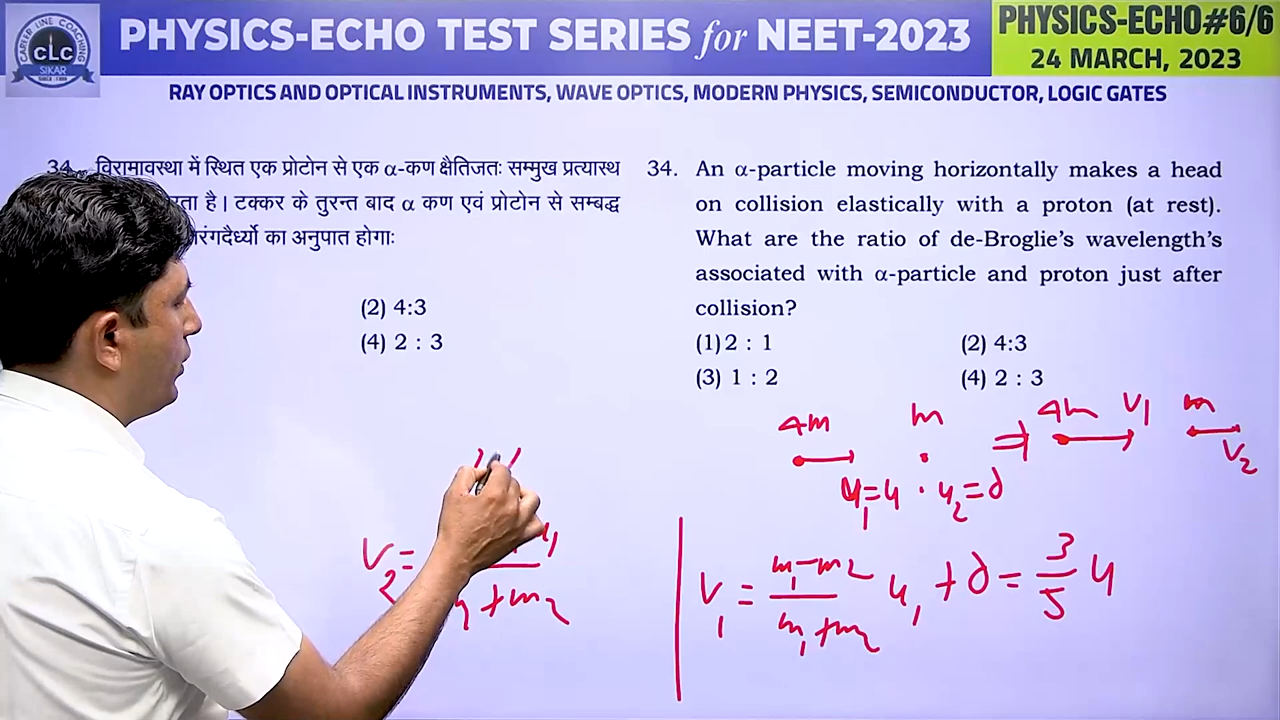 CAREER LINE COACHING
CLC
SIKAR
PHYSICS-ECHO TEST SERIES for NEET-2023
PHYSICS-ECHO#6/6
24 MARCH, 2023
RAY OPTICS AND OPTICAL INSTRUMENTS, WAVE OPTICS, MODERN PHYSICS, SEMICONDUCTOR, LOGIC GATES
34. विरामावस्था में स्थित एक प्रोटोन से एक α-कण क्षैतिजतः सम्मुख प्रत्यास्थ
है। टक्कर के तुरन्त बाद α कण एवं प्रोटोन से सम्बद्ध
का अनुपात होगाः
(2) 4:3
(4) 2 : 3
34. An α-particle moving horizontally makes a head
on collision elastically with a proton (at rest).
What are the ratio of de-Broglie's wavelength's
associated with α-particle and proton just after
collision?
(1) 2 : 1 (2) 4:3
(3) 1 : 2 (4) 2 : 3
4m m ⇒ 4m V1 m V2
u1=u u2=0
V2=
V1 = m1-m2 / m1+m2 u1 + 0 = 3/5 u